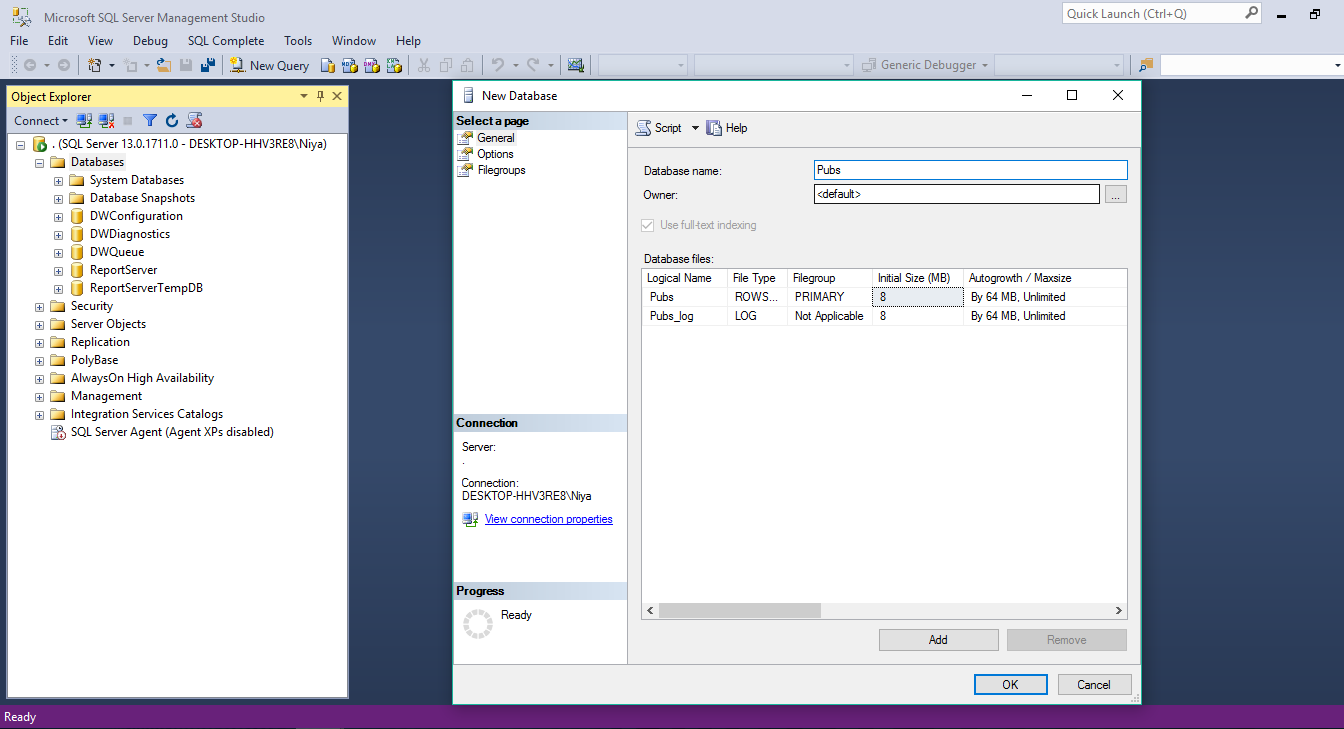 Microsoft SQL Server Management Studio
Quick Launch (Ctrl+Q)
File Edit View Debug SQL Complete Tools Window Help
New Query
Generic Debugger
Object Explorer
Connect
. (SQL Server 13.0.1711.0 - DESKTOP-HHV3RE8\Niya)
Databases
System Databases
Database Snapshots
DWConfiguration
DWDiagnostics
DWQueue
ReportServer
ReportServerTempDB
Security
Server Objects
Replication
PolyBase
AlwaysOn High Availability
Management
Integration Services Catalogs
SQL Server Agent (Agent XPs disabled)
New Database
Select a page
General
Options
Filegroups
Connection
Server:
.
Connection:
DESKTOP-HHV3RE8\Niya
View connection properties
Progress
Ready
Script Help
Database name: Pubs
Owner: <default> ...
Use full-text indexing
Database files:
Logical Name File Type Filegroup Initial Size (MB) Autogrowth / Maxsize
Pubs ROWS... PRIMARY 8 By 64 MB, Unlimited
Pubs_log LOG Not Applicable 8 By 64 MB, Unlimited
Add Remove
OK Cancel
Ready